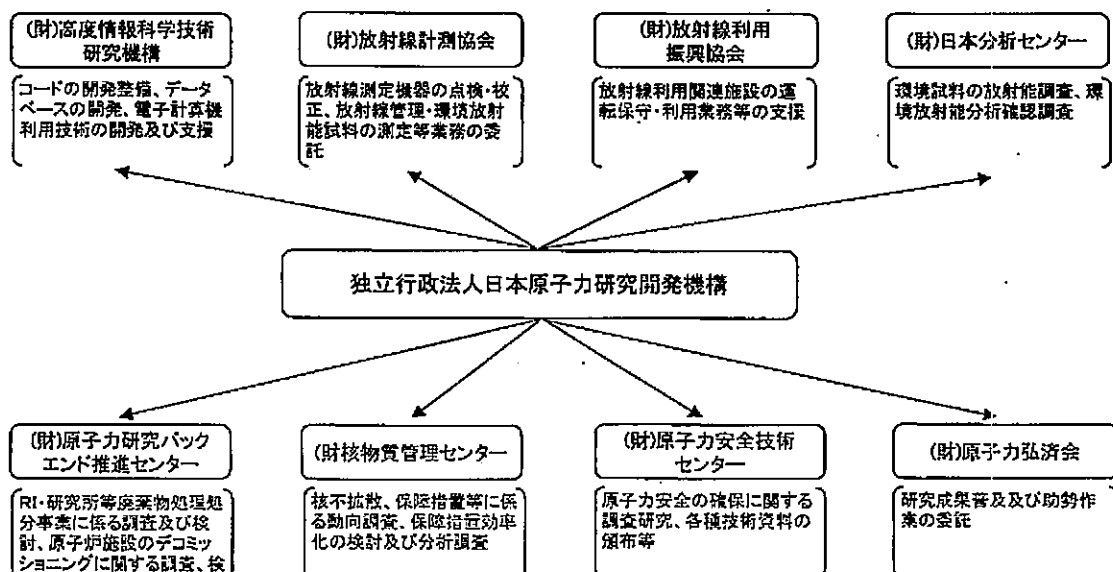 (財)高度情報科学技術
研究機構
コードの開発整備、データ
ベースの開発、電子計算機
利用技術の開発及び支援
(財)放射線計測協会
放射線測定機器の点検・校
正、放射線管理・環境放射
能試料の測定等業務の委
託
(財)放射線利用
振興協会
放射線利用関連施設の運
転保守・利用業務等の支援
(財)日本分析センター
環境試料の放射能調査、環
境放射能分析確認調査
独立行政法人日本原子力研究開発機構
(財)原子力研究バック
エンド推進センター
RI・研究所等廃棄物処理処
分事業に係る調査及び検
討、原子炉施設のデコミッ
ショニングに関する調査、検
(財核物質管理センター
核不拡散、保障措置等に係
る動向調査、保障措置効率
化の検討及び分析調査
(財)原子力安全技術
センター
原子力安全の確保に関する
調査研究、各種技術資料の
頒布等
(財)原子力弘済会
研究成果普及及び助勢作
業の委託